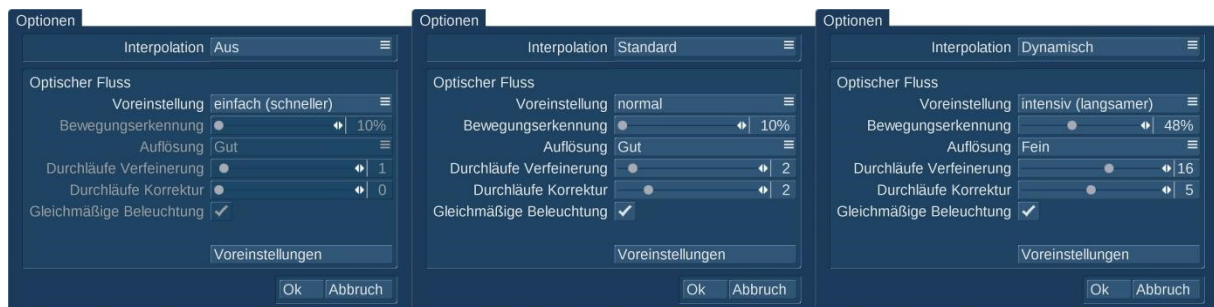 Optionen
Interpolation Aus
Optischer Fluss
Voreinstellung einfach (schneller)
Bewegungserkennung 10%
Auflösung Gut
Durchläufe Verfeinerung 1
Durchläufe Korrektur 0
Gleichmäßige Beleuchtung
Voreinstellungen
Ok Abbruch
Optionen
Interpolation Standard
Optischer Fluss
Voreinstellung normal
Bewegungserkennung 10%
Auflösung Gut
Durchläufe Verfeinerung 2
Durchläufe Korrektur 2
Gleichmäßige Beleuchtung
Voreinstellungen
Ok Abbruch
Optionen
Interpolation Dynamisch
Optischer Fluss
Voreinstellung intensiv (langsamer)
Bewegungserkennung 48%
Auflösung Fein
Durchläufe Verfeinerung 16
Durchläufe Korrektur 5
Gleichmäßige Beleuchtung
Voreinstellungen
Ok Abbruch